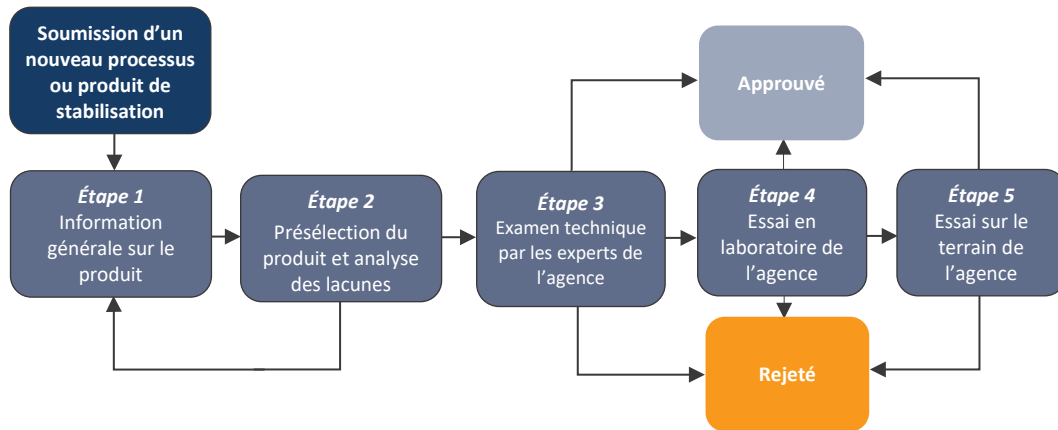 Soumission d’un
nouveau processus
ou produit de
stabilisation
Approuvé
Étape 1
Information
générale sur le
produit
Étape 2
Présélection du
produit et analyse
des lacunes
Étape 3
Examen technique
par les experts de
l’agence
Étape 4
Essai en
laboratoire de
l’agence
Étape 5
Essai sur le
terrain de
l’agence
Rejeté